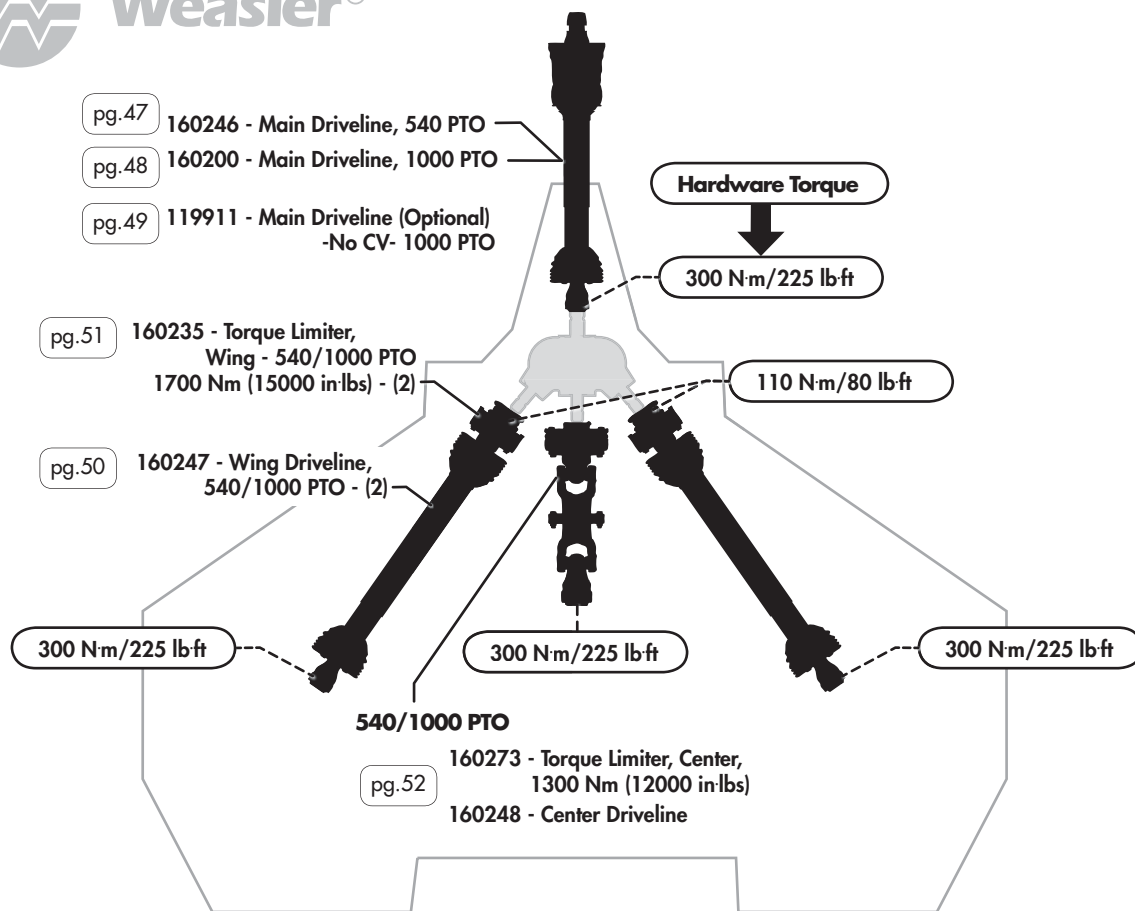 Weasler®
pg.47
160246 - Main Driveline, 540 PTO
pg.48
160200 - Main Driveline, 1000 PTO
pg.49
119911 - Main Driveline (Optional)
-No CV- 1000 PTO
Hardware Torque
300 N·m/225 lb·ft
pg.51
160235 - Torque Limiter,
Wing - 540/1000 PTO
1700 Nm (15000 in·lbs) - (2)
110 N·m/80 lb·ft
pg.50
160247 - Wing Driveline,
540/1000 PTO - (2)
300 N·m/225 lb·ft
300 N·m/225 lb·ft
300 N·m/225 lb·ft
540/1000 PTO
pg.52
160273 - Torque Limiter, Center,
1300 Nm (12000 in·lbs)
160248 - Center Driveline